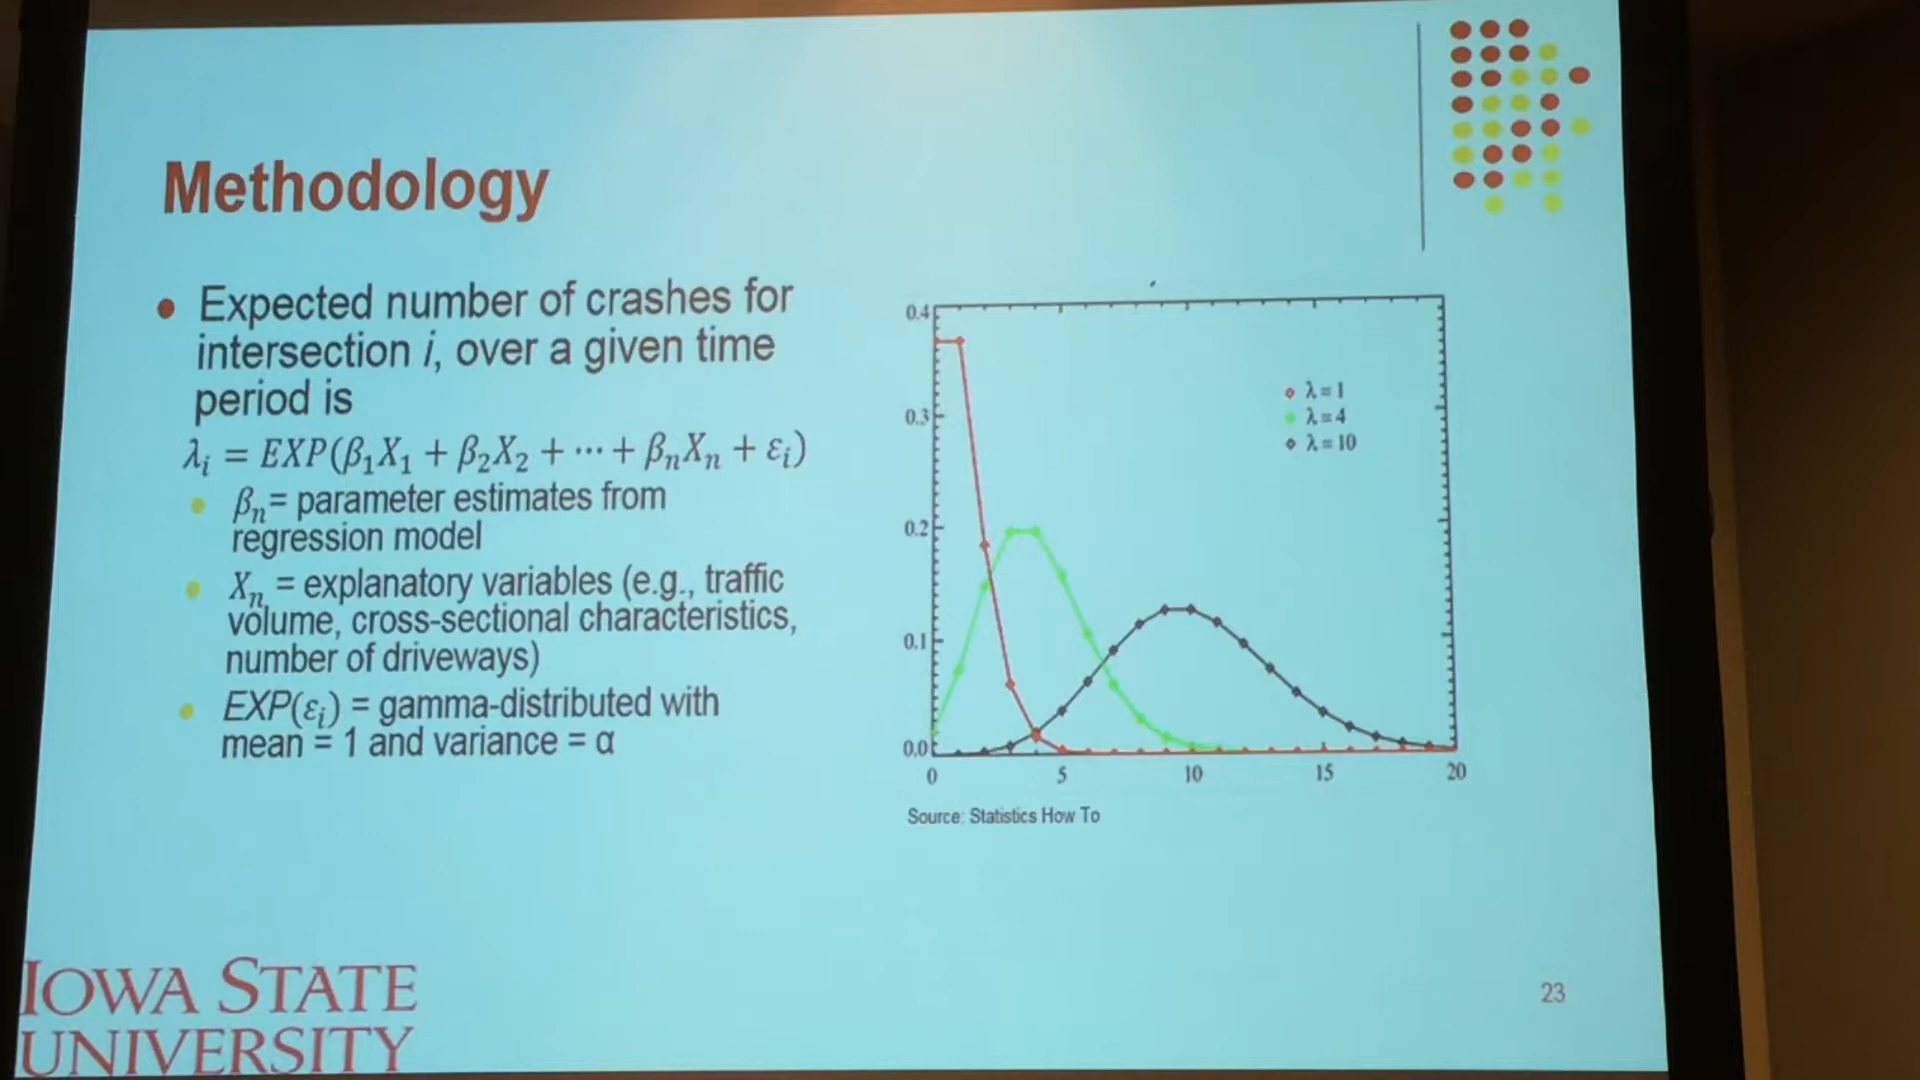 Methodology
• Expected number of crashes for
intersection i, over a given time
period is
λᵢ = EXP(β₁X₁ + β₂X₂ + ⋯ + βₙXₙ + εᵢ)
• βₙ= parameter estimates from
regression model
• Xₙ = explanatory variables (e.g., traffic
volume, cross-sectional characteristics,
number of driveways)
• EXP(εᵢ) = gamma-distributed with
mean = 1 and variance = α
0.4
0.3
0.2
0.1
0.0
λ=1
λ=4
λ=10
0 5 10 15 20
Source: Statistics How To
IOWA STATE
UNIVERSITY
23